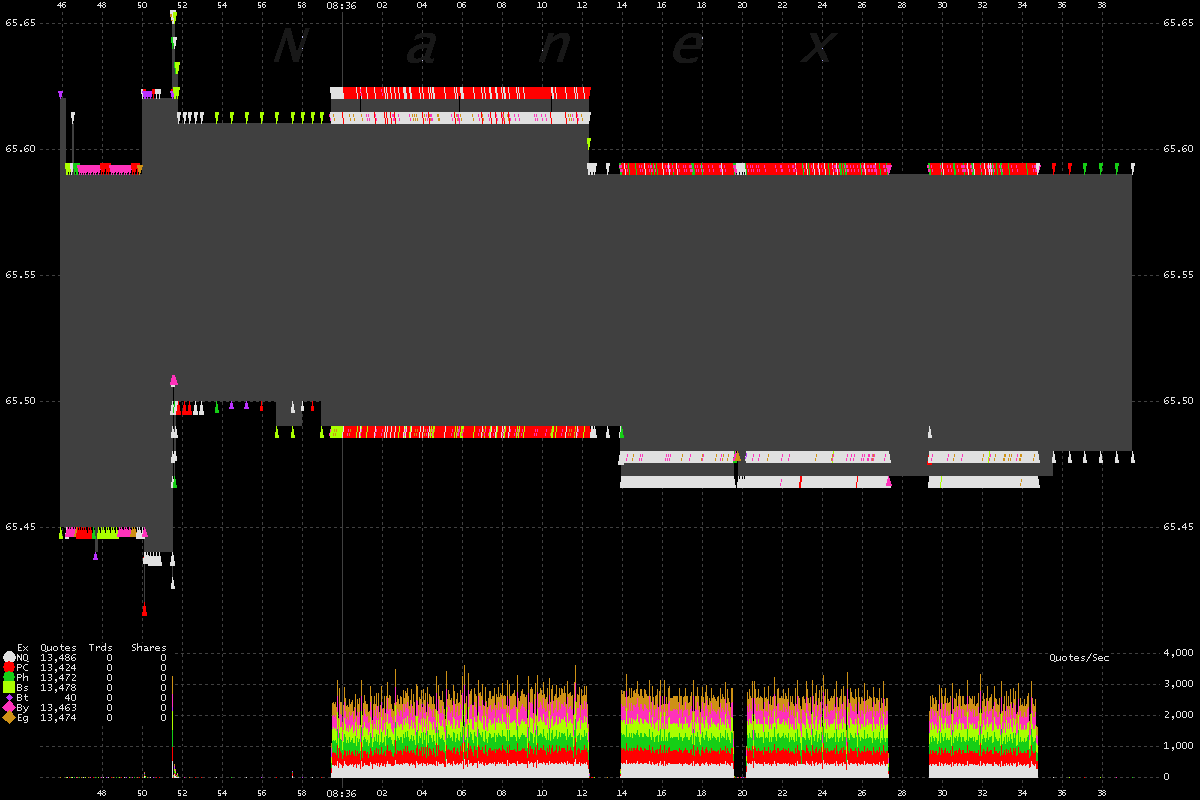 46 48 50 52 54 56 58 08:36 02 04 06 08 10 12 14 16 18 20 22 24 26 28 30 32 34 36 38
65.65 65.65
N a n e x
65.60 65.60
65.55 65.55
65.50 65.50
65.45 65.45
Ex Quotes Trds Shares
NQ 13,486 0 0
PC 13,424 0 0
Ph 13,472 0 0
Bs 13,478 0 0
Bt 40 0 0
By 13,463 0 0
Eg 13,474 0 0
Quotes/Sec
4,000
3,000
2,000
1,000
0
48 50 52 54 56 58 08:36 02 04 06 08 10 12 14 16 18 20 22 24 26 28 30 32 34 36 38